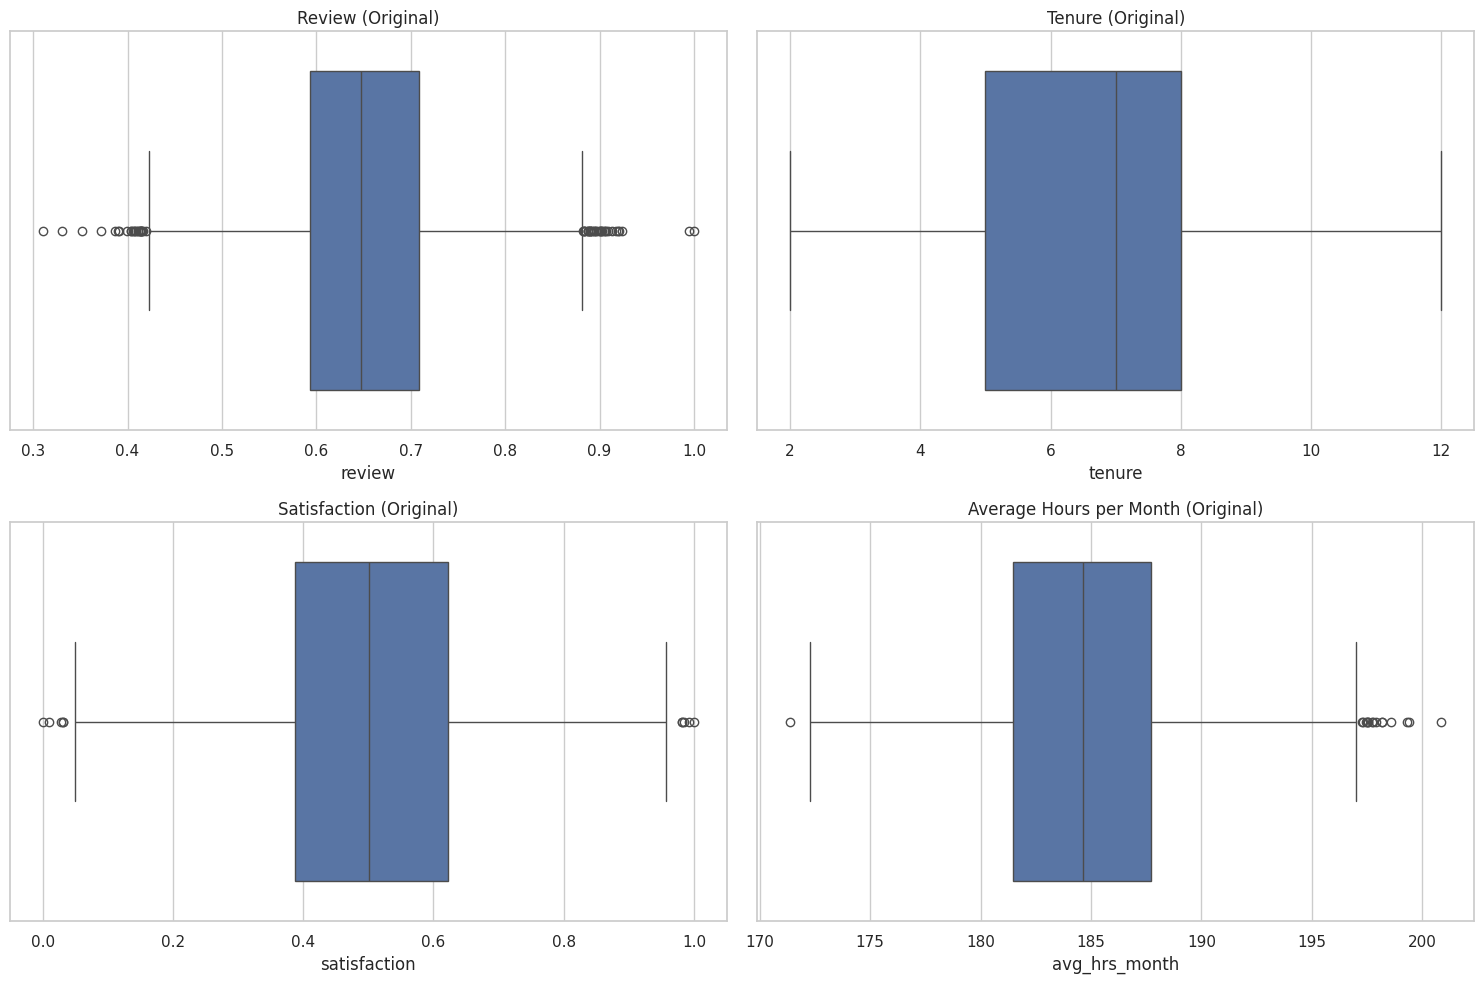 Review (Original)
0.3 0.4 0.5 0.6 0.7 0.8 0.9 1.0
review
Tenure (Original)
2 4 6 8 10 12
tenure
Satisfaction (Original)
0.0 0.2 0.4 0.6 0.8 1.0
satisfaction
Average Hours per Month (Original)
170 175 180 185 190 195 200
avg_hrs_month